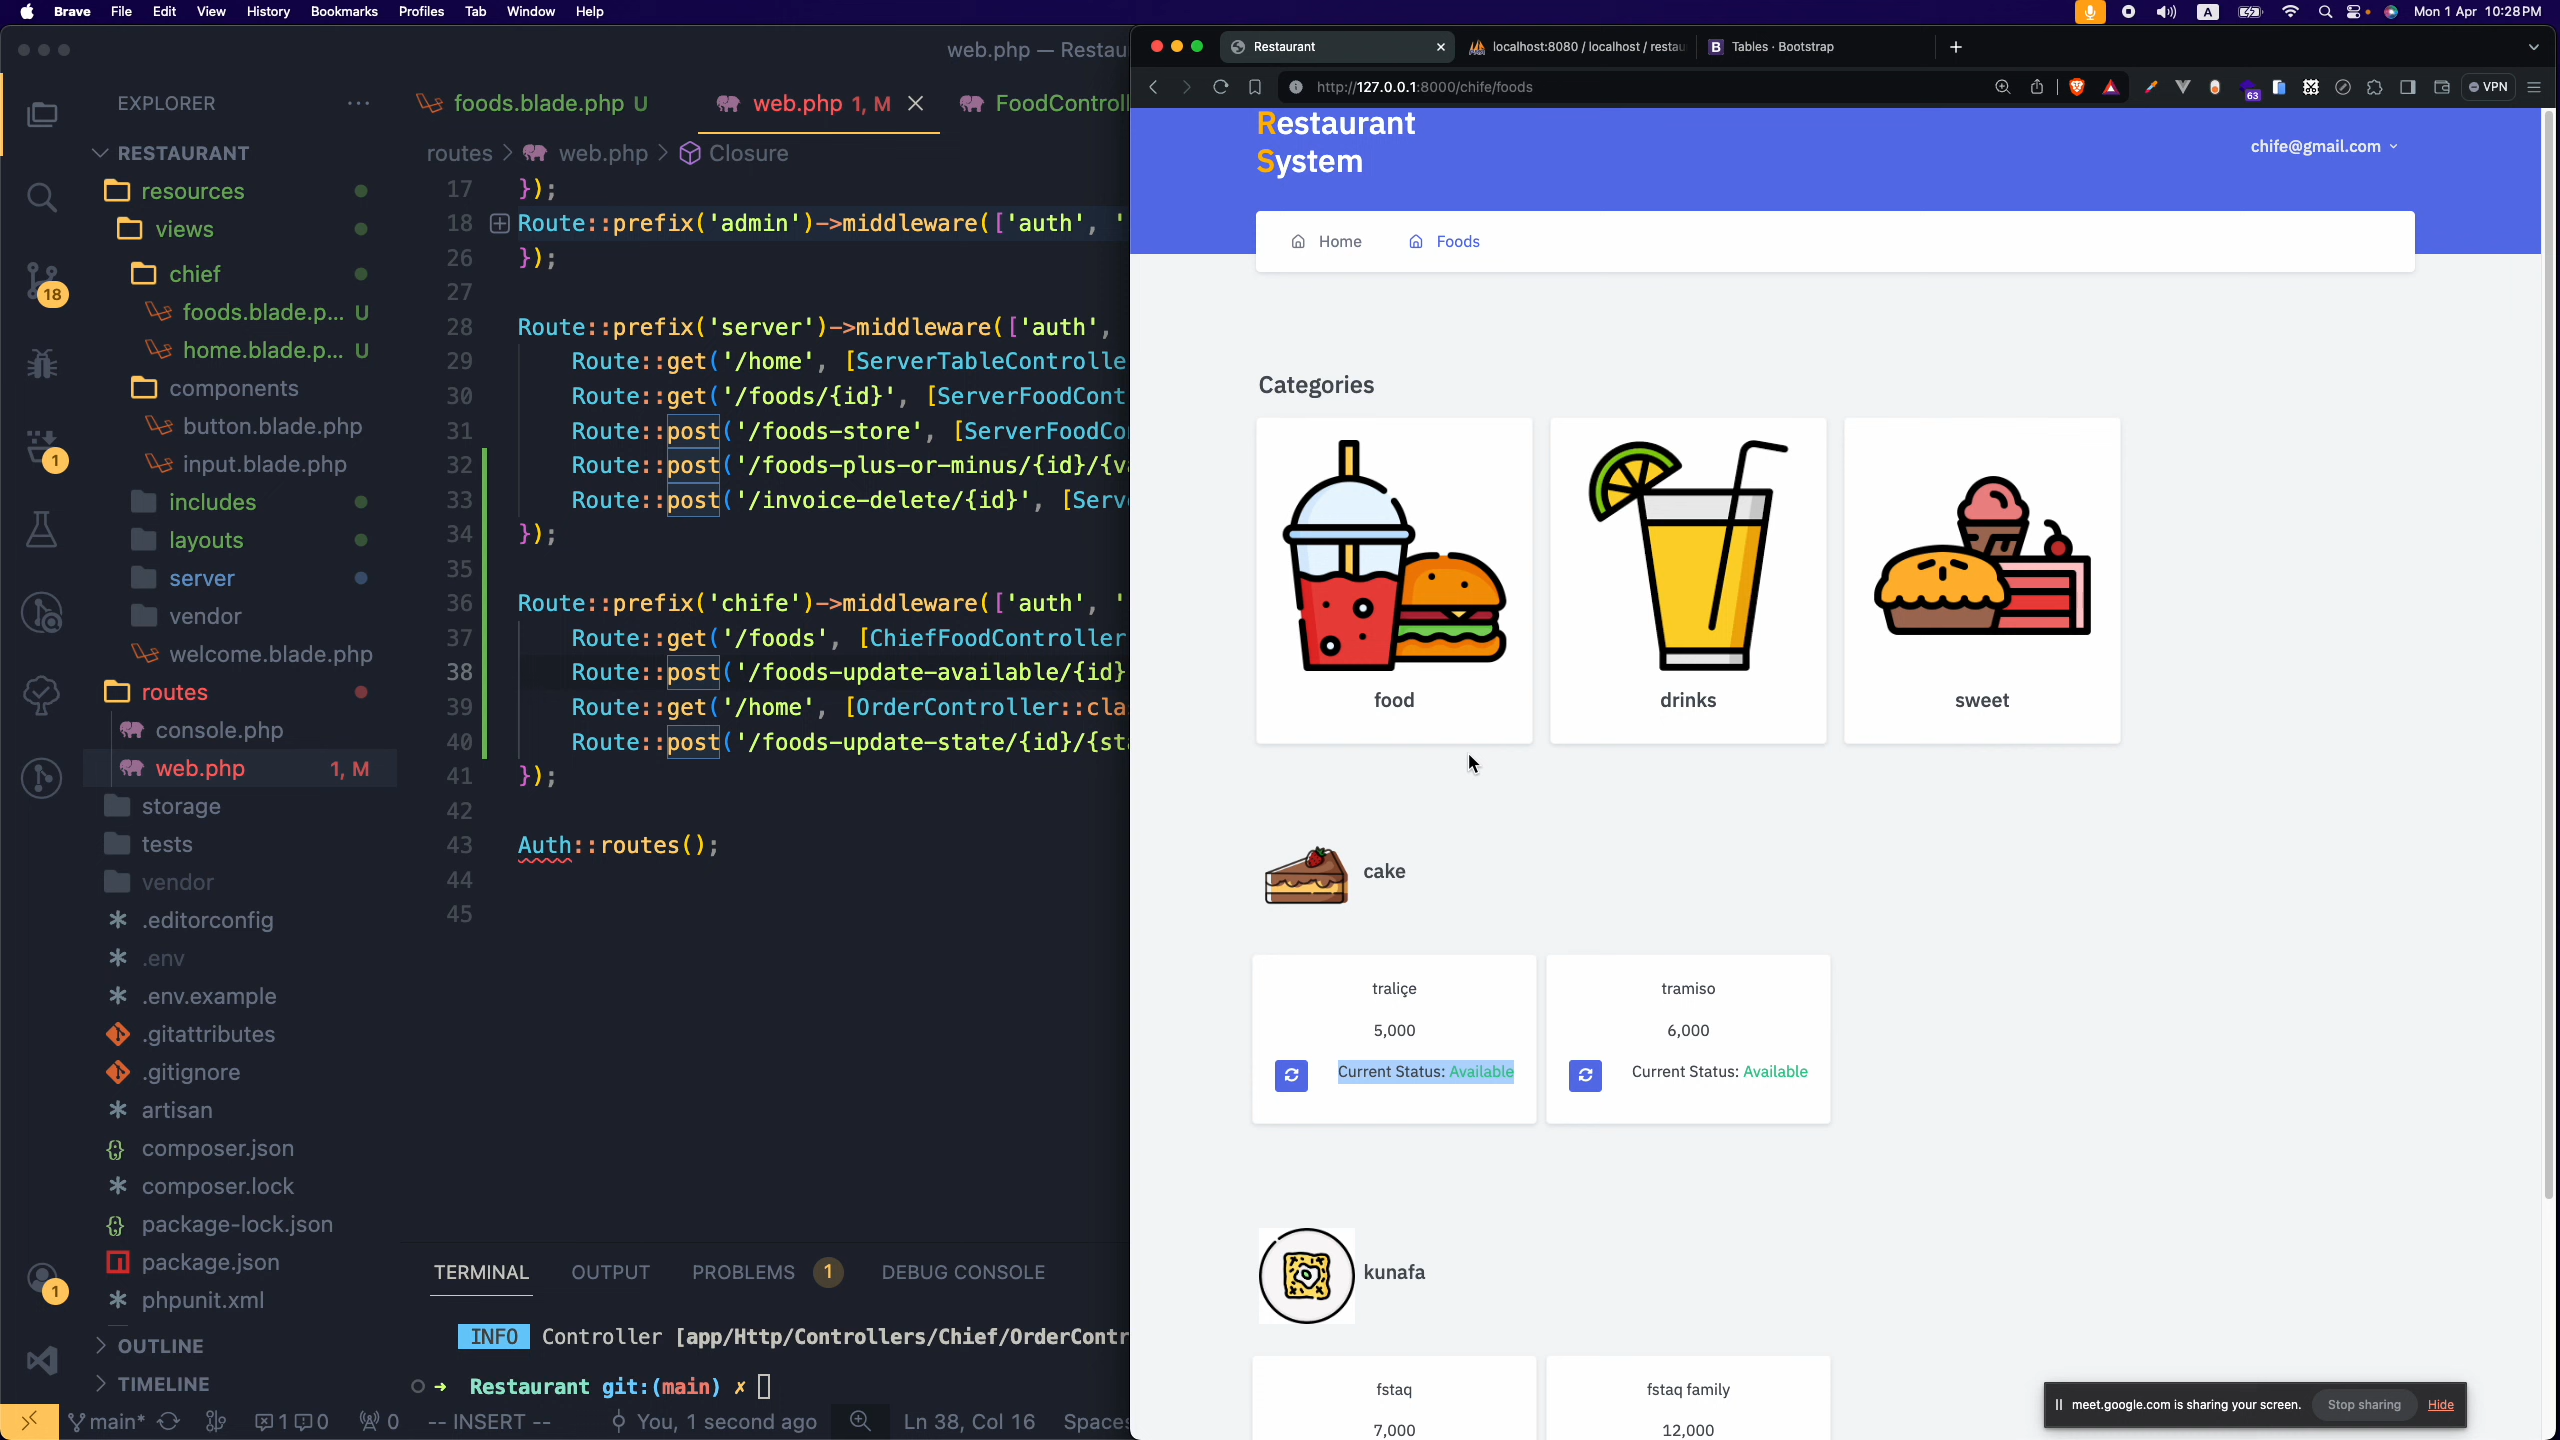 Brave File Edit View History Bookmarks Profiles Tab Window Help
A
Mon 1 Apr 10:28 PM
web.php — Restau
EXPLORER
RESTAURANT
resources
views
chief
foods.blade.p... U
home.blade.p... U
components
button.blade.php
input.blade.php
includes
layouts
server
vendor
welcome.blade.php
routes
console.php
web.php 1, M
storage
tests
vendor
.editorconfig
.env
.env.example
.gitattributes
.gitignore
artisan
composer.json
composer.lock
package-lock.json
package.json
phpunit.xml
OUTLINE
TIMELINE
18
1
1
foods.blade.php U
web.php 1, M
FoodControll
routes > web.php > Closure
17 });
18 Route::prefix('admin')->middleware(['auth', '
26 });
27
28 Route::prefix('server')->middleware(['auth',
29 Route::get('/home', [ServerTableControlle
30 Route::get('/foods/{id}', [ServerFoodCont
31 Route::post('/foods-store', [ServerFoodCo
32 Route::post('/foods-plus-or-minus/{id}/{v
33 Route::post('/invoice-delete/{id}', [Serv
34 });
35
36 Route::prefix('chife')->middleware(['auth', '
37 Route::get('/foods', [ChiefFoodController
38 Route::post('/foods-update-available/{id}
39 Route::get('/home', [OrderController::cla
40 Route::post('/foods-update-state/{id}/{st
41 });
42
43 Auth::routes();
44
45
TERMINAL OUTPUT PROBLEMS 1 DEBUG CONSOLE
INFO Controller [app/Http/Controllers/Chief/OrderContr
➜ Restaurant git:(main) ✗
main* 1 0 0 -- INSERT -- You, 1 second ago Ln 38, Col 16 Spaces
Restaurant
localhost:8080 / localhost / restau
B Tables · Bootstrap
http://127.0.0.1:8000/chife/foods
63
VPN
Restaurant
System
chife@gmail.com
Home Foods
Categories
food
drinks
sweet
cake
traliçe
5,000
Current Status: Available
tramiso
6,000
Current Status: Available
kunafa
fstaq
7,000
fstaq family
12,000
meet.google.com is sharing your screen. Stop sharing Hide